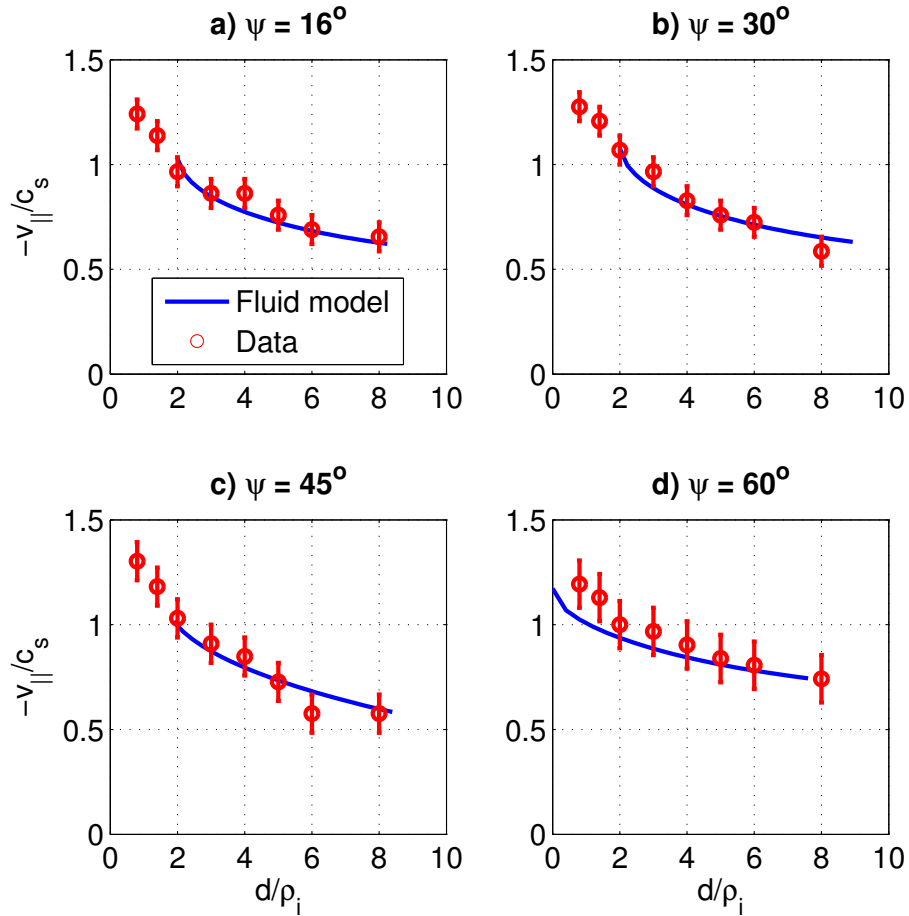 a) ψ = 16°
b) ψ = 30°
1.5
1
0.5
0
-v||/cs
0 2 4 6 8 10
Fluid model
Data
1.5
1
0.5
0
0 2 4 6 8 10
c) ψ = 45°
d) ψ = 60°
1.5
1
0.5
0
-v||/cs
0 2 4 6 8 10
d/ρi
1.5
1
0.5
0
0 2 4 6 8 10
d/ρi